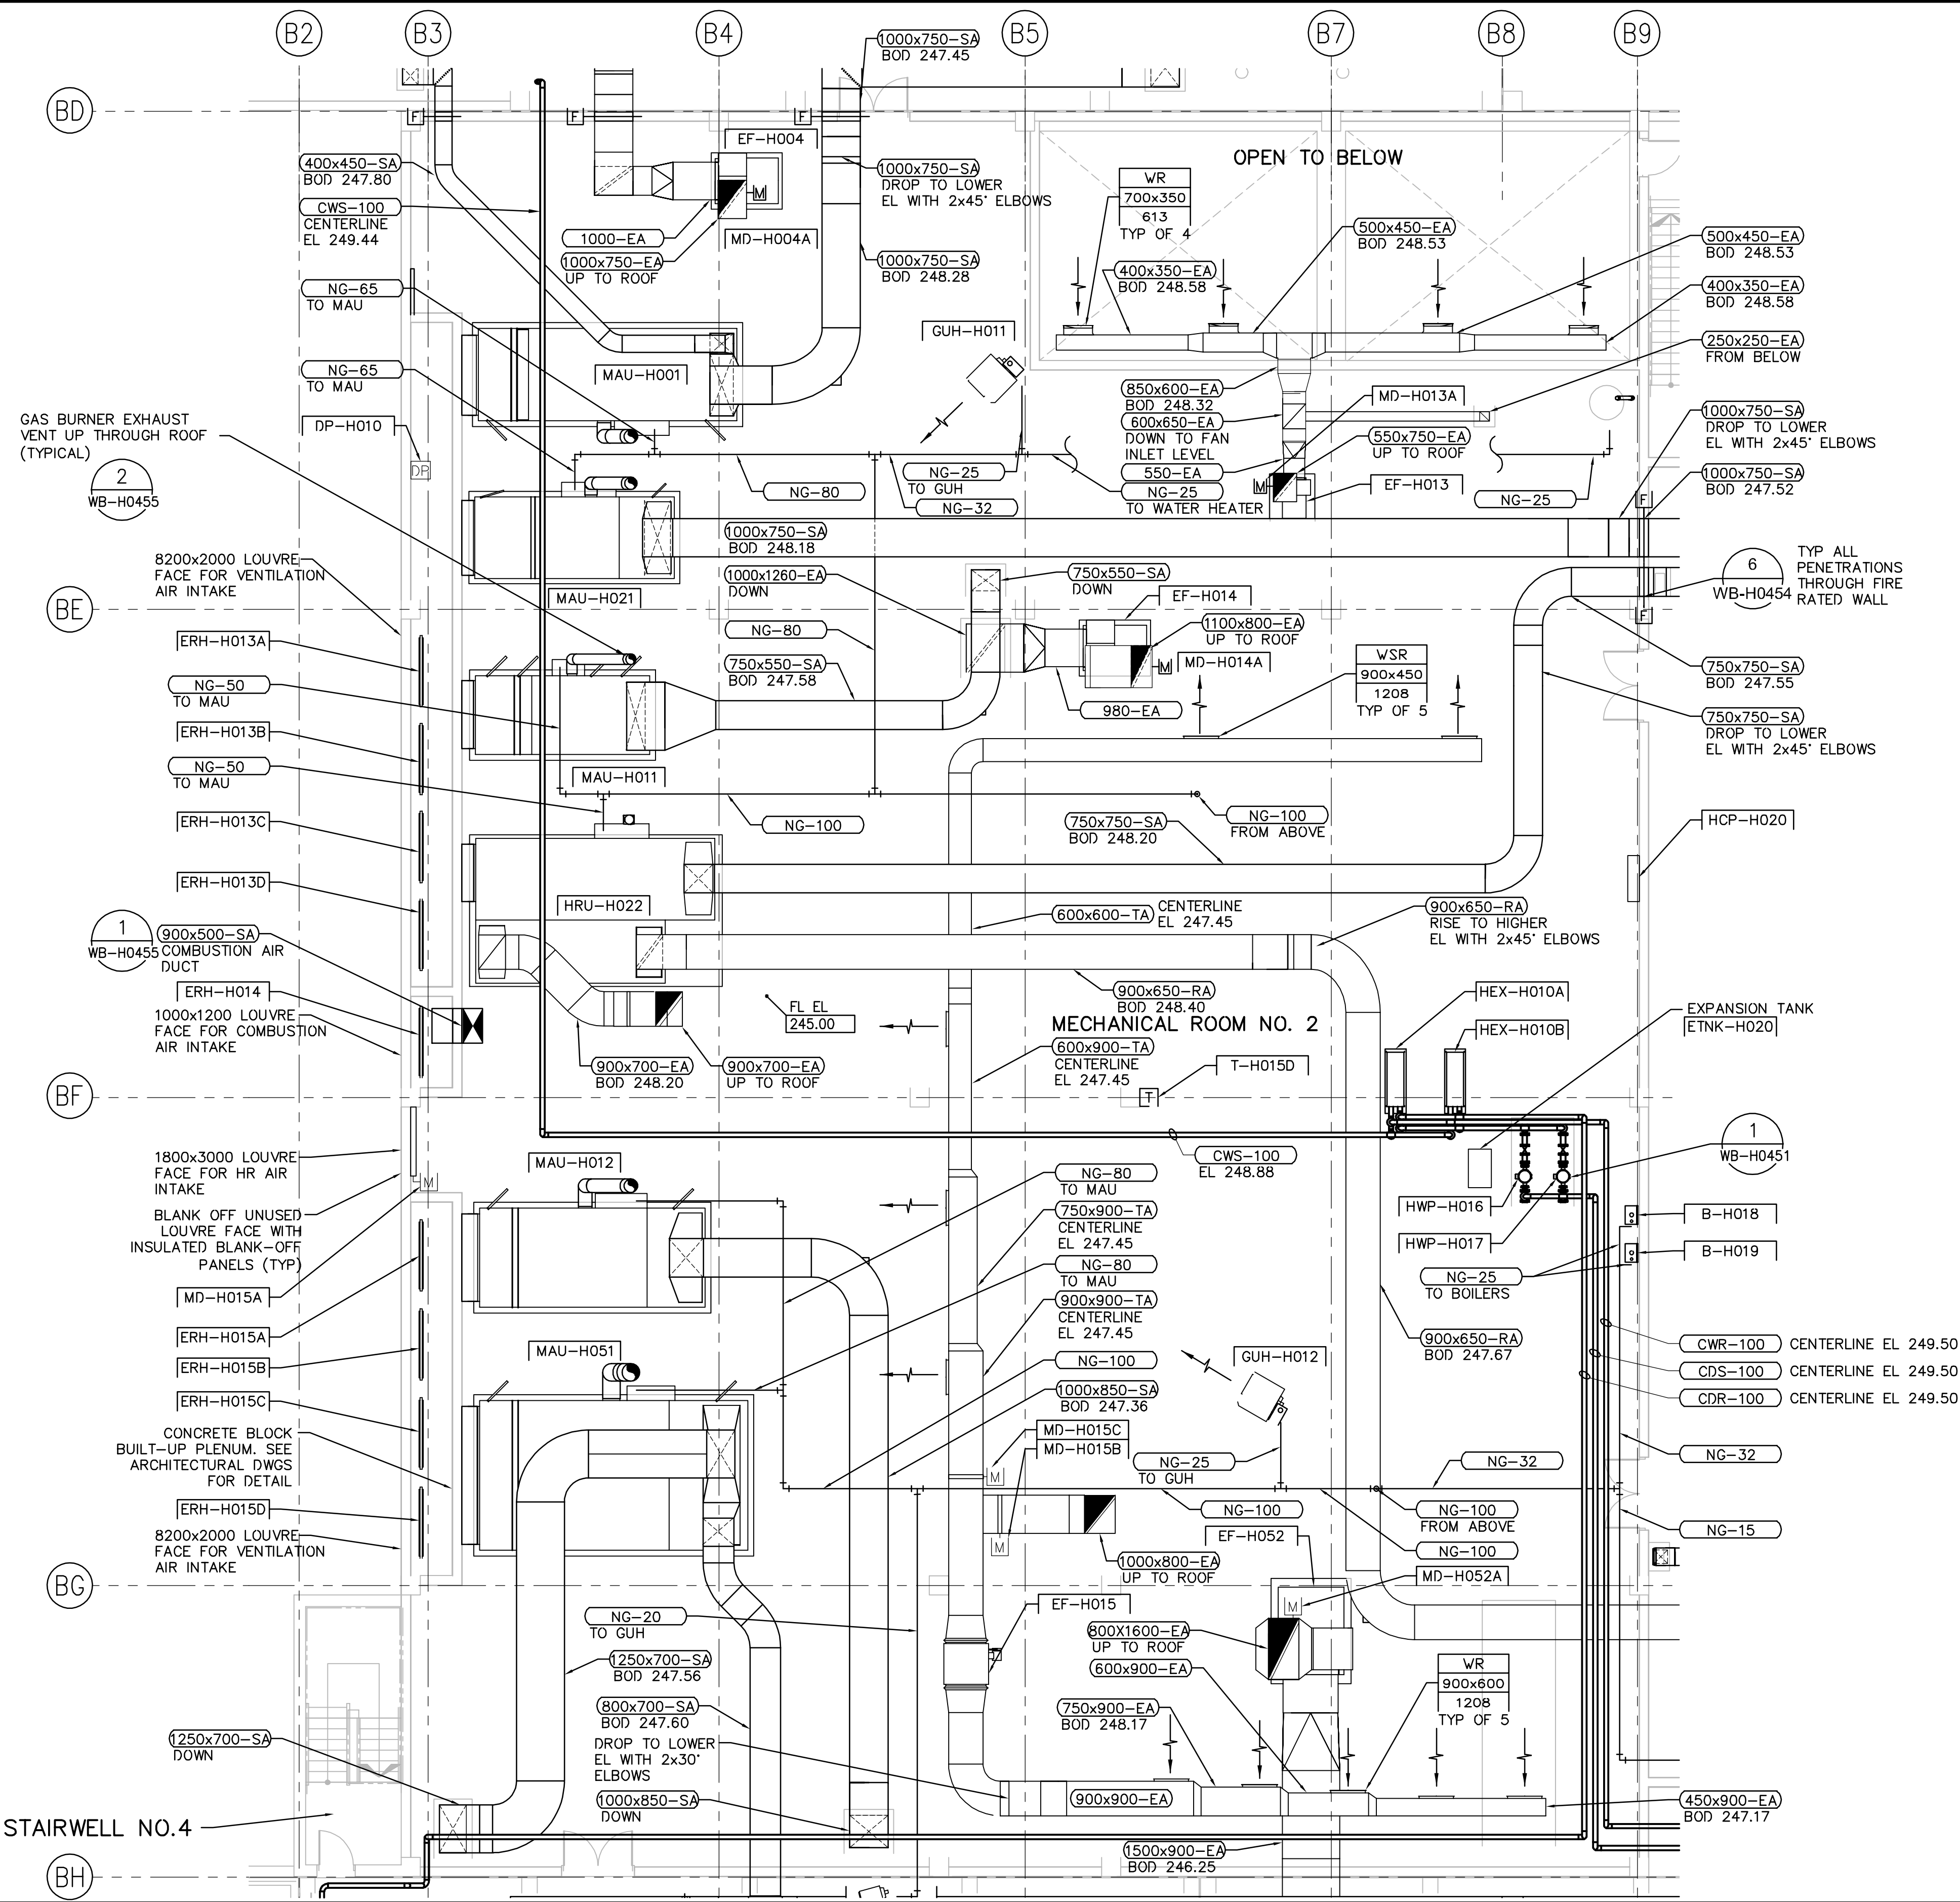 B2
B3
B4
B5
B7
B8
B9
1000x750-SA
BOD 247.45
BD
F
F
F
EF-H004
OPEN TO BELOW
400x450-SA
BOD 247.80
CWS-100
CENTERLINE
EL 249.44
M
1000x750-SA
DROP TO LOWER
EL WITH 2x45° ELBOWS
WR
700x350
613
TYP OF 4
1000-EA
MD-H004A
1000x750-EA
UP TO ROOF
1000x750-SA
BOD 248.28
500x450-EA
BOD 248.53
500x450-EA
BOD 248.53
400x350-EA
BOD 248.58
400x350-EA
BOD 248.58
NG-65
TO MAU
GUH-H011
250x250-EA
FROM BELOW
NG-65
TO MAU
MAU-H001
850x600-EA
BOD 248.32
MD-H013A
600x650-EA
DOWN TO FAN
INLET LEVEL
1000x750-SA
DROP TO LOWER
EL WITH 2x45° ELBOWS
GAS BURNER EXHAUST
VENT UP THROUGH ROOF
(TYPICAL)
DP-H010
DP
550x750-EA
UP TO ROOF
2
WB-H0455
NG-25
TO GUH
550-EA
1000x750-SA
BOD 247.52
NG-80
NG-32
NG-25
TO WATER HEATER
M
EF-H013
NG-25
F
1000x750-SA
BOD 248.18
8200x2000 LOUVRE
FACE FOR VENTILATION
AIR INTAKE
1000x1260-EA
DOWN
750x550-SA
DOWN
6
WB-H0454
TYP ALL
PENETRATIONS
THROUGH FIRE
RATED WALL
MAU-H021
EF-H014
BE
F
ERH-H013A
NG-80
1100x800-EA
UP TO ROOF
750x550-SA
BOD 247.58
M
MD-H014A
WSR
900x450
1208
TYP OF 5
750x750-SA
BOD 247.55
NG-50
TO MAU
980-EA
ERH-H013B
750x750-SA
DROP TO LOWER
EL WITH 2x45° ELBOWS
NG-50
TO MAU
MAU-H011
ERH-H013C
NG-100
750x750-SA
BOD 248.20
NG-100
FROM ABOVE
HCP-H020
ERH-H013D
HRU-H022
600x600-TA
CENTERLINE
EL 247.45
900x650-RA
RISE TO HIGHER
EL WITH 2x45° ELBOWS
1
WB-H0455
900x500-SA
COMBUSTION AIR
DUCT
ERH-H014
FL EL
245.00
900x650-RA
BOD 248.40
HEX-H010A
EXPANSION TANK
ETNK-H020
1000x1200 LOUVRE
FACE FOR COMBUSTION
AIR INTAKE
MECHANICAL ROOM NO. 2
HEX-H010B
600x900-TA
CENTERLINE
EL 247.45
900x700-EA
BOD 248.20
900x700-EA
UP TO ROOF
T-H015D
BF
T
1
WB-H0451
1800x3000 LOUVRE
FACE FOR HR AIR
INTAKE
MAU-H012
CWS-100
EL 248.88
M
NG-80
TO MAU
BLANK OFF UNUSED
LOUVRE FACE WITH
INSULATED BLANK-OFF
PANELS (TYP)
750x900-TA
CENTERLINE
EL 247.45
HWP-H016
B-H018
HWP-H017
B-H019
NG-80
TO MAU
NG-25
TO BOILERS
MD-H015A
900x900-TA
CENTERLINE
EL 247.45
ERH-H015A
900x650-RA
BOD 247.67
CWR-100 CENTERLINE EL 249.50
MAU-H051
NG-100
GUH-H012
ERH-H015B
CDS-100 CENTERLINE EL 249.50
1000x850-SA
BOD 247.36
ERH-H015C
CDR-100 CENTERLINE EL 249.50
CONCRETE BLOCK
BUILT-UP PLENUM. SEE
ARCHITECTURAL DWGS
FOR DETAIL
MD-H015C
MD-H015B
M
NG-25
TO GUH
NG-32
NG-32
ERH-H015D
NG-100
NG-100
FROM ABOVE
8200x2000 LOUVRE
FACE FOR VENTILATION
AIR INTAKE
M
EF-H052
NG-15
1000x800-EA
UP TO ROOF
NG-100
BG
MD-H052A
M
NG-20
TO GUH
EF-H015
800X1600-EA
UP TO ROOF
1250x700-SA
BOD 247.56
600x900-EA
WR
900x600
1208
TYP OF 5
800x700-SA
BOD 247.60
750x900-EA
BOD 248.17
1250x700-SA
DOWN
DROP TO LOWER
EL WITH 2x30°
ELBOWS
1000x850-SA
DOWN
900x900-EA
450x900-EA
BOD 247.17
STAIRWELL NO.4
1500x900-EA
BOD 246.25
BH